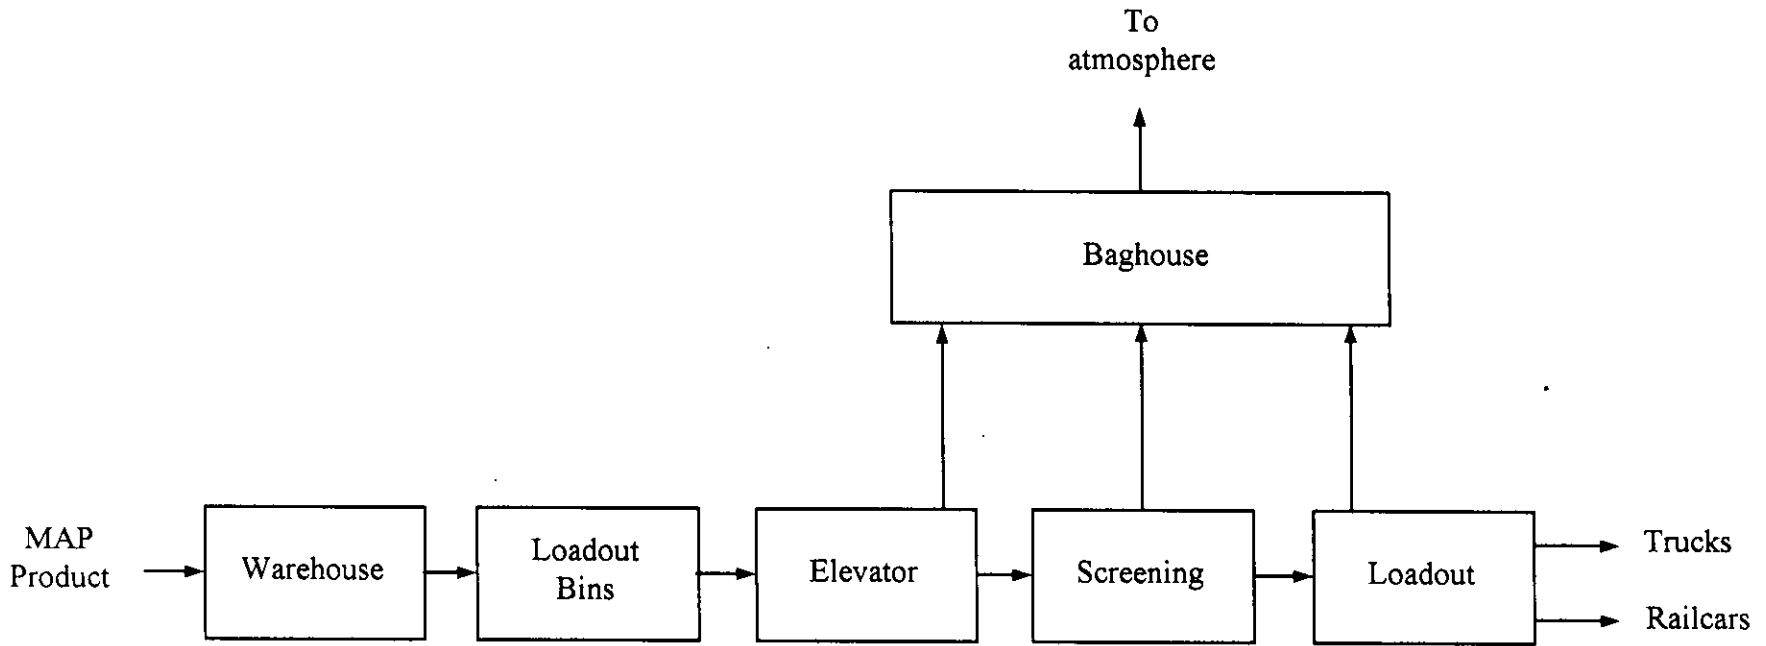 To
atmosphere
Baghouse
MAP
Product
Warehouse
Loadout
Bins
Elevator
Screening
Loadout
Trucks
Railcars